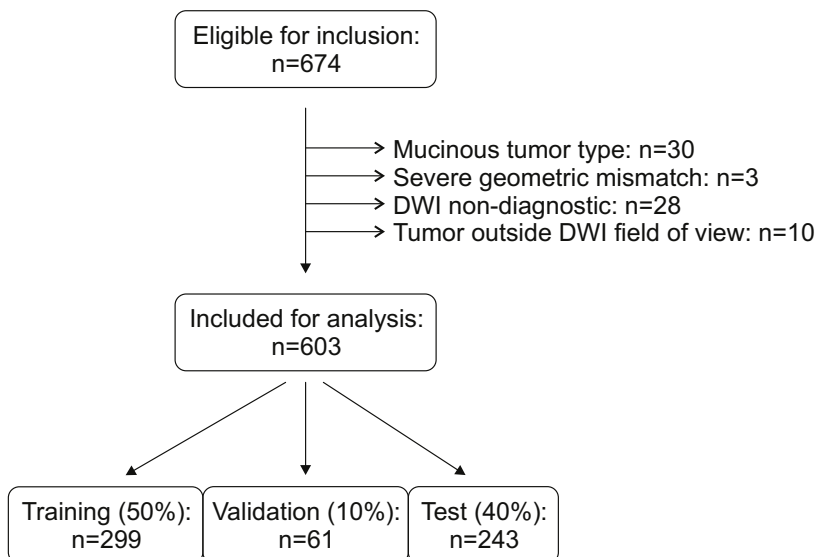 Eligible for inclusion:
n=674
Mucinous tumor type: n=30
Severe geometric mismatch: n=3
DWI non-diagnostic: n=28
Tumor outside DWI field of view: n=10
Included for analysis:
n=603
Training (50%):
n=299
Validation (10%):
n=61
Test (40%):
n=243